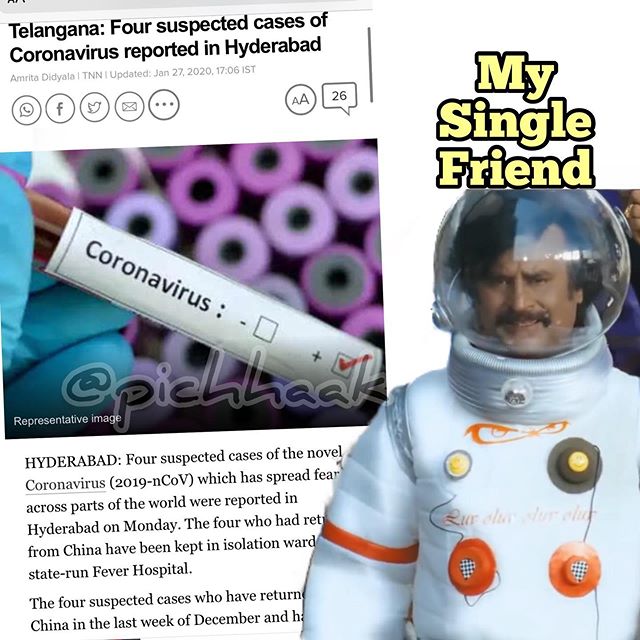 Telangana: Four suspected cases of
Coronavirus reported in Hyderabad
Amrita Didyala | TNN | Updated: Jan 27, 2020, 17:06 IST
AA
26
My
Single
Friend
Coronavirus :
-
+
@pichhaak
Representative image
HYDERABAD: Four suspected cases of the novel
Coronavirus (2019-nCoV) which has spread fear
across parts of the world were reported in
Hyderabad on Monday. The four who had
from China have been kept in isolation ward
state-run Fever Hospital.
The four suspected cases who have
China in the last week of December and